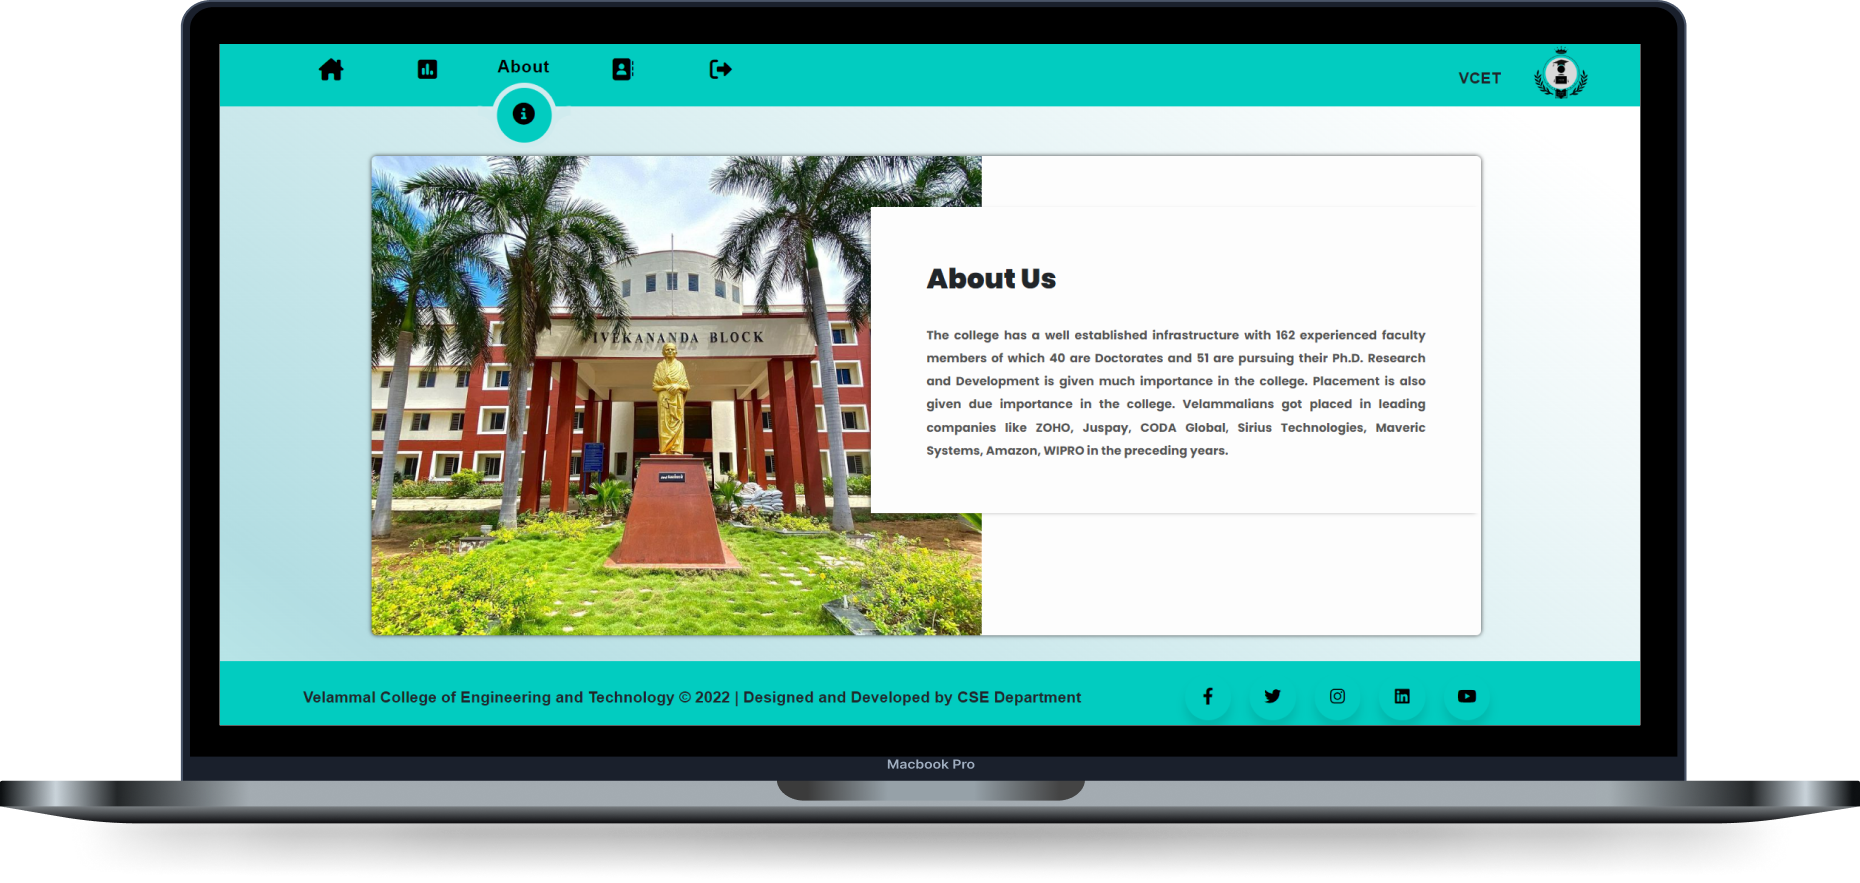 About
VCET
IVEKANANDA BLOCK
About Us
The college has a well established infrastructure with 162 experienced faculty
members of which 40 are Doctorates and 51 are pursuing their Ph.D. Research
and Development is given much importance in the college. Placement is also
given due importance in the college. Velammalians got placed in leading
companies like ZOHO, Juspay, CODA Global, Sirius Technologies, Maveric
Systems, Amazon, WIPRO in the preceding years.
Velammal College of Engineering and Technology © 2022 | Designed and Developed by CSE Department
Macbook Pro